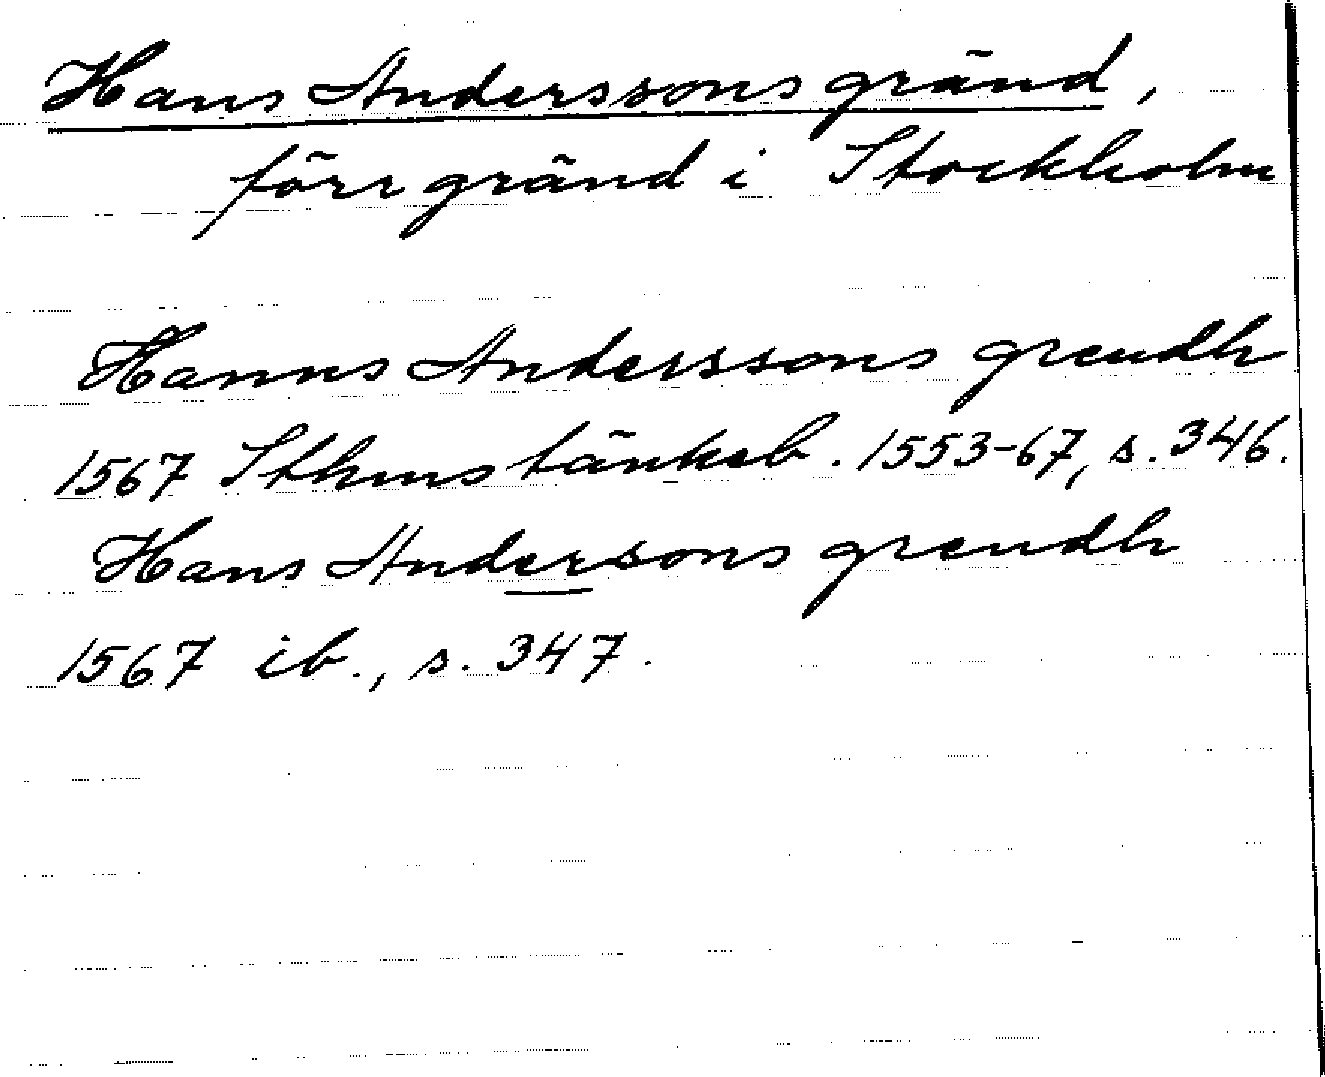 Hans Anderssons gränd,
förr gränd i Stockholm
Hanns Anderssons grendh
1567 Sthms tänkeb. 1553-67, s. 346.
Hans Andersons grendh
1567 ib., s. 347.